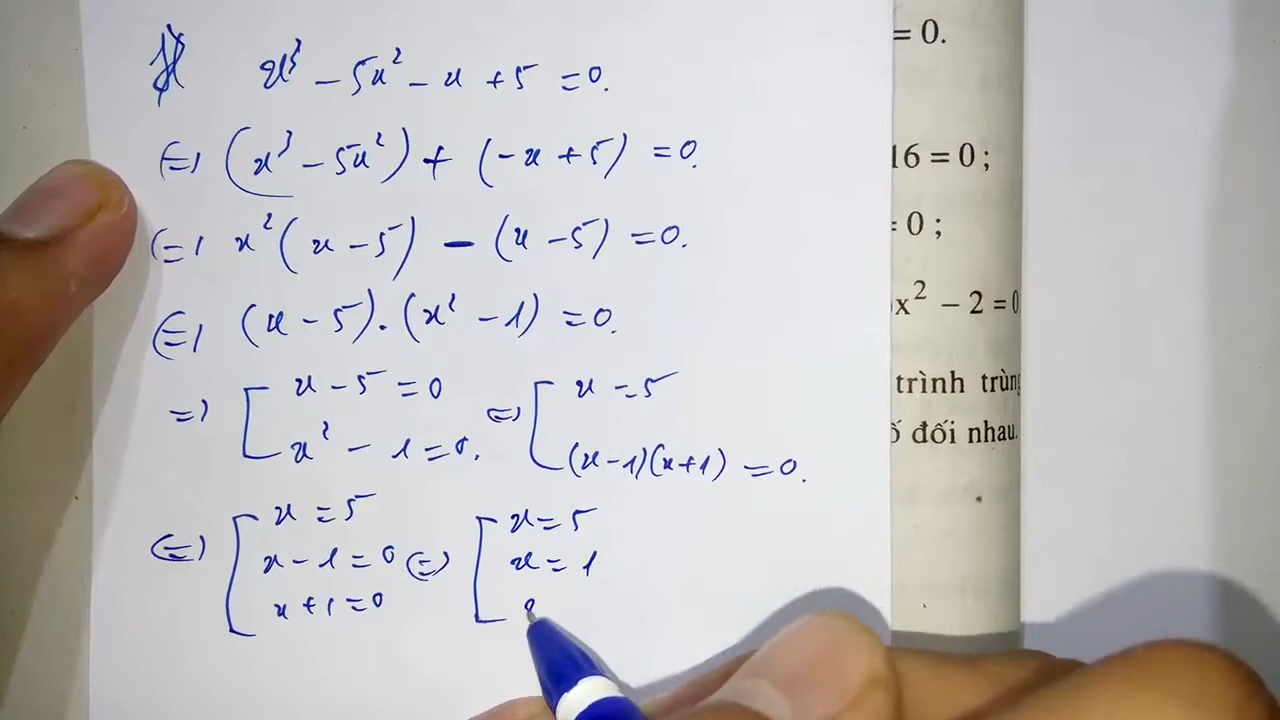 x³ - 5x² - x + 5 = 0.
(=) (x³ - 5x²) + (-x + 5) = 0.
(=) x² (x - 5) - (x - 5) = 0.
(=) (x - 5). (x² - 1) = 0.
=) [ x - 5 = 0 (=) [ x = 5
x² - 1 = 0. (x - 1)(x + 1) = 0.
(=) [ x = 5 [ x = 5
x - 1 = 0 (=) x = 1
x + 1 = 0
= 0.
16 = 0 ;
= 0 ;
x² − 2 = 0
trình trùng
đối nhau.